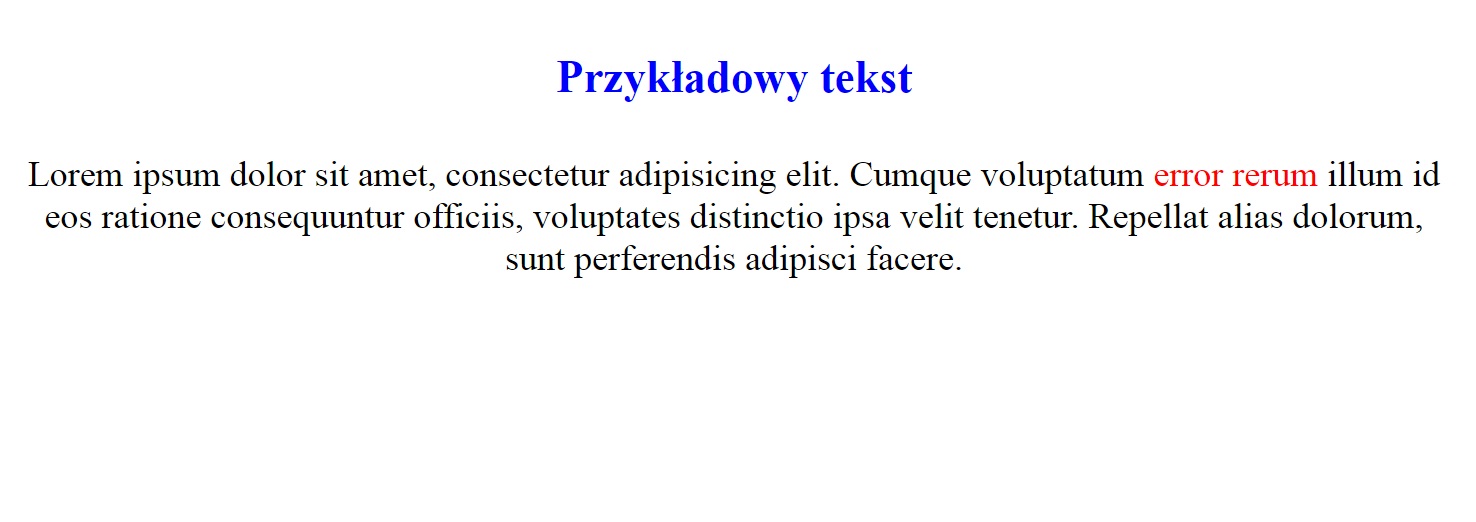 Przykładowy tekst
Lorem ipsum dolor sit amet, consectetur adipisicing elit. Cumque voluptatum error rerum illum id
eos ratione consequuntur officiis, voluptates distinctio ipsa velit tenetur. Repellat alias dolorum,
sunt perferendis adipisci facere.